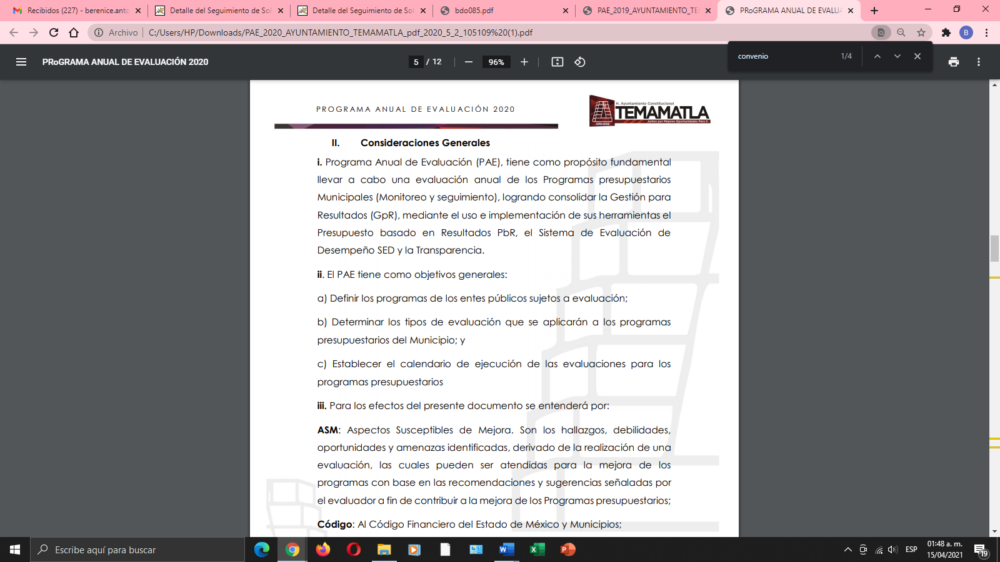 Recibidos (227) - berenice.anto
Detalle del Seguimiento de Sol
Detalle del Seguimiento de Sol
bdo085.pdf
PAE_2019_AYUNTAMIENTO_TE
PRoGRAMA ANUAL DE EVALUA
Archivo | C:/Users/HP/Downloads/PAE_2020_AYUNTAMIENTO_TEMAMATLA_pdf_2020_5_2_105109%20(1).pdf
B
PRoGRAMA ANUAL DE EVALUACIÓN 2020
5 / 12
96%
convenio 1/4
PROGRAMA ANUAL DE EVALUACIÓN 2020
H. Ayuntamiento Constitucional
TEMAMATLA
Juntos por Mejores Oportunidades Para ti
II. Consideraciones Generales
i. Programa Anual de Evaluación (PAE), tiene como propósito fundamental
llevar a cabo una evaluación anual de los Programas presupuestarios
Municipales (Monitoreo y seguimiento), logrando consolidar la Gestión para
Resultados (GpR), mediante el uso e implementación de sus herramientas el
Presupuesto basado en Resultados PbR, el Sistema de Evaluación de
Desempeño SED y la Transparencia.
ii. El PAE tiene como objetivos generales:
a) Definir los programas de los entes públicos sujetos a evaluación;
b) Determinar los tipos de evaluación que se aplicarán a los programas
presupuestarios del Municipio; y
c) Establecer el calendario de ejecución de las evaluaciones para los
programas presupuestarios
iii. Para los efectos del presente documento se entenderá por:
ASM: Aspectos Susceptibles de Mejora. Son los hallazgos, debilidades,
oportunidades y amenazas identificadas, derivado de la realización de una
evaluación, las cuales pueden ser atendidas para la mejora de los
programas con base en las recomendaciones y sugerencias señaladas por
el evaluador a fin de contribuir a la mejora de los Programas presupuestarios;
Código: Al Código Financiero del Estado de México y Municipios;
Escribe aquí para buscar
ESP
01:48 a. m.
15/04/2021
19